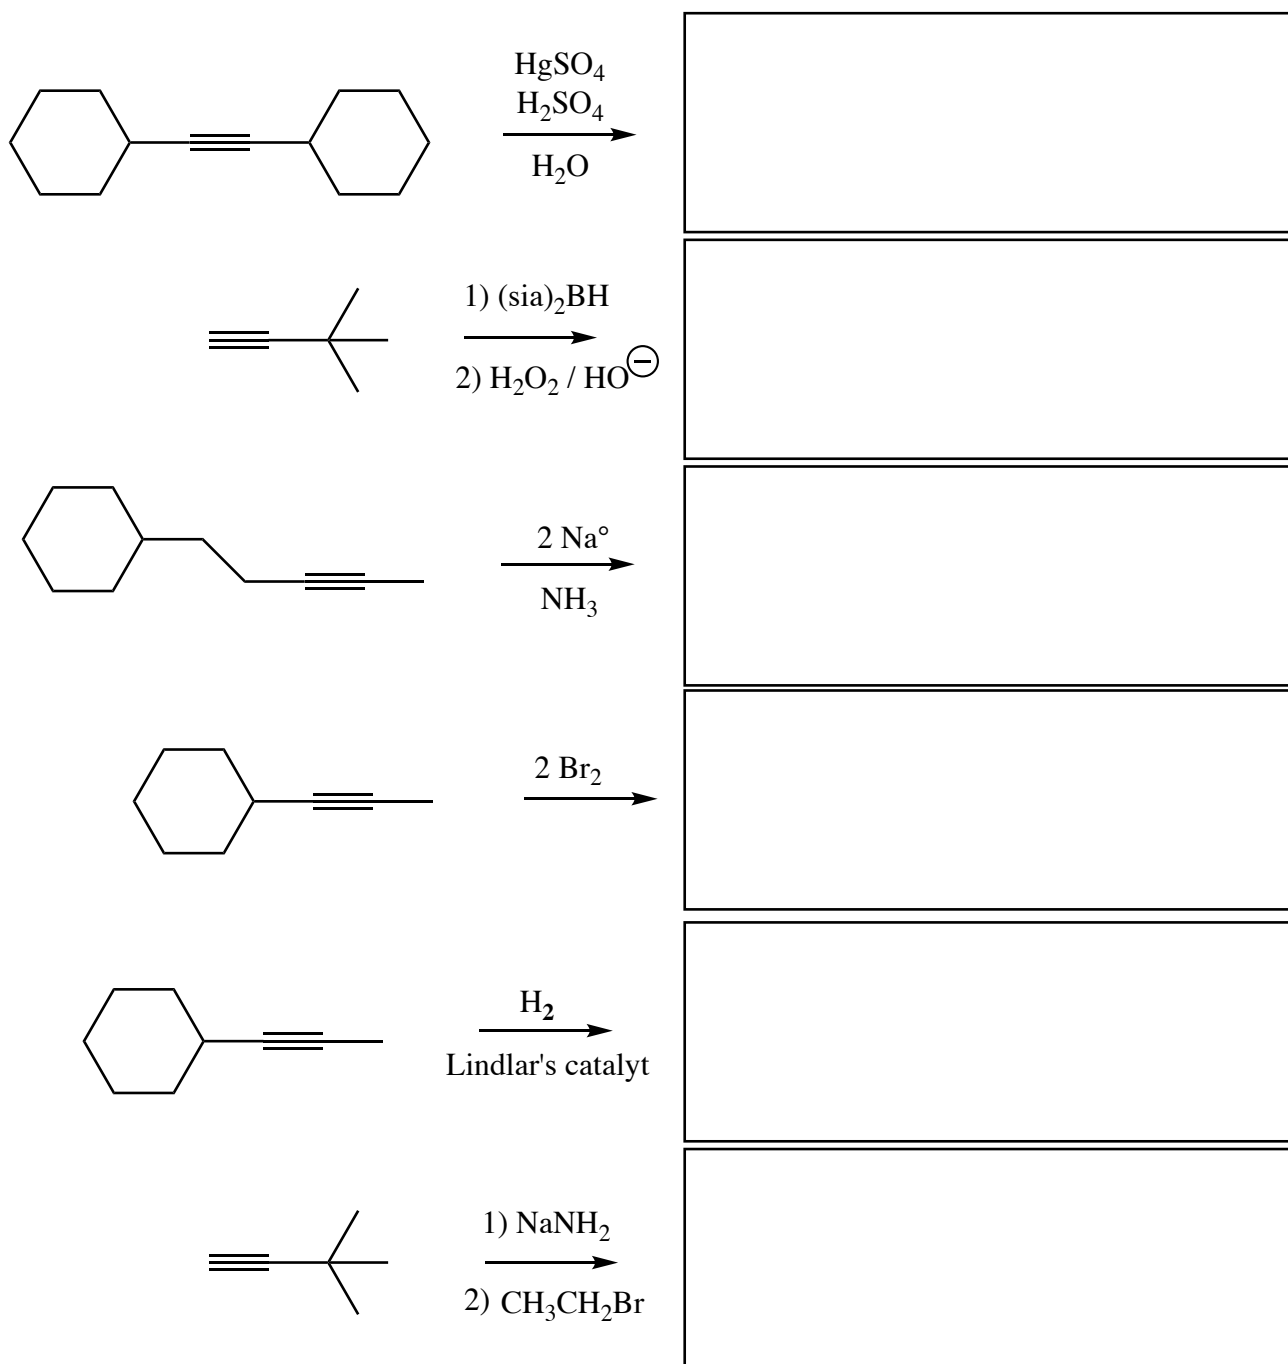 HgSO₄
H₂SO₄
H₂O
1) (sia)₂BH
2) H₂O₂ / HO⊖
2 Na°
NH₃
2 Br₂
H₂
Lindlar's catalyt
1) NaNH₂
2) CH₃CH₂Br